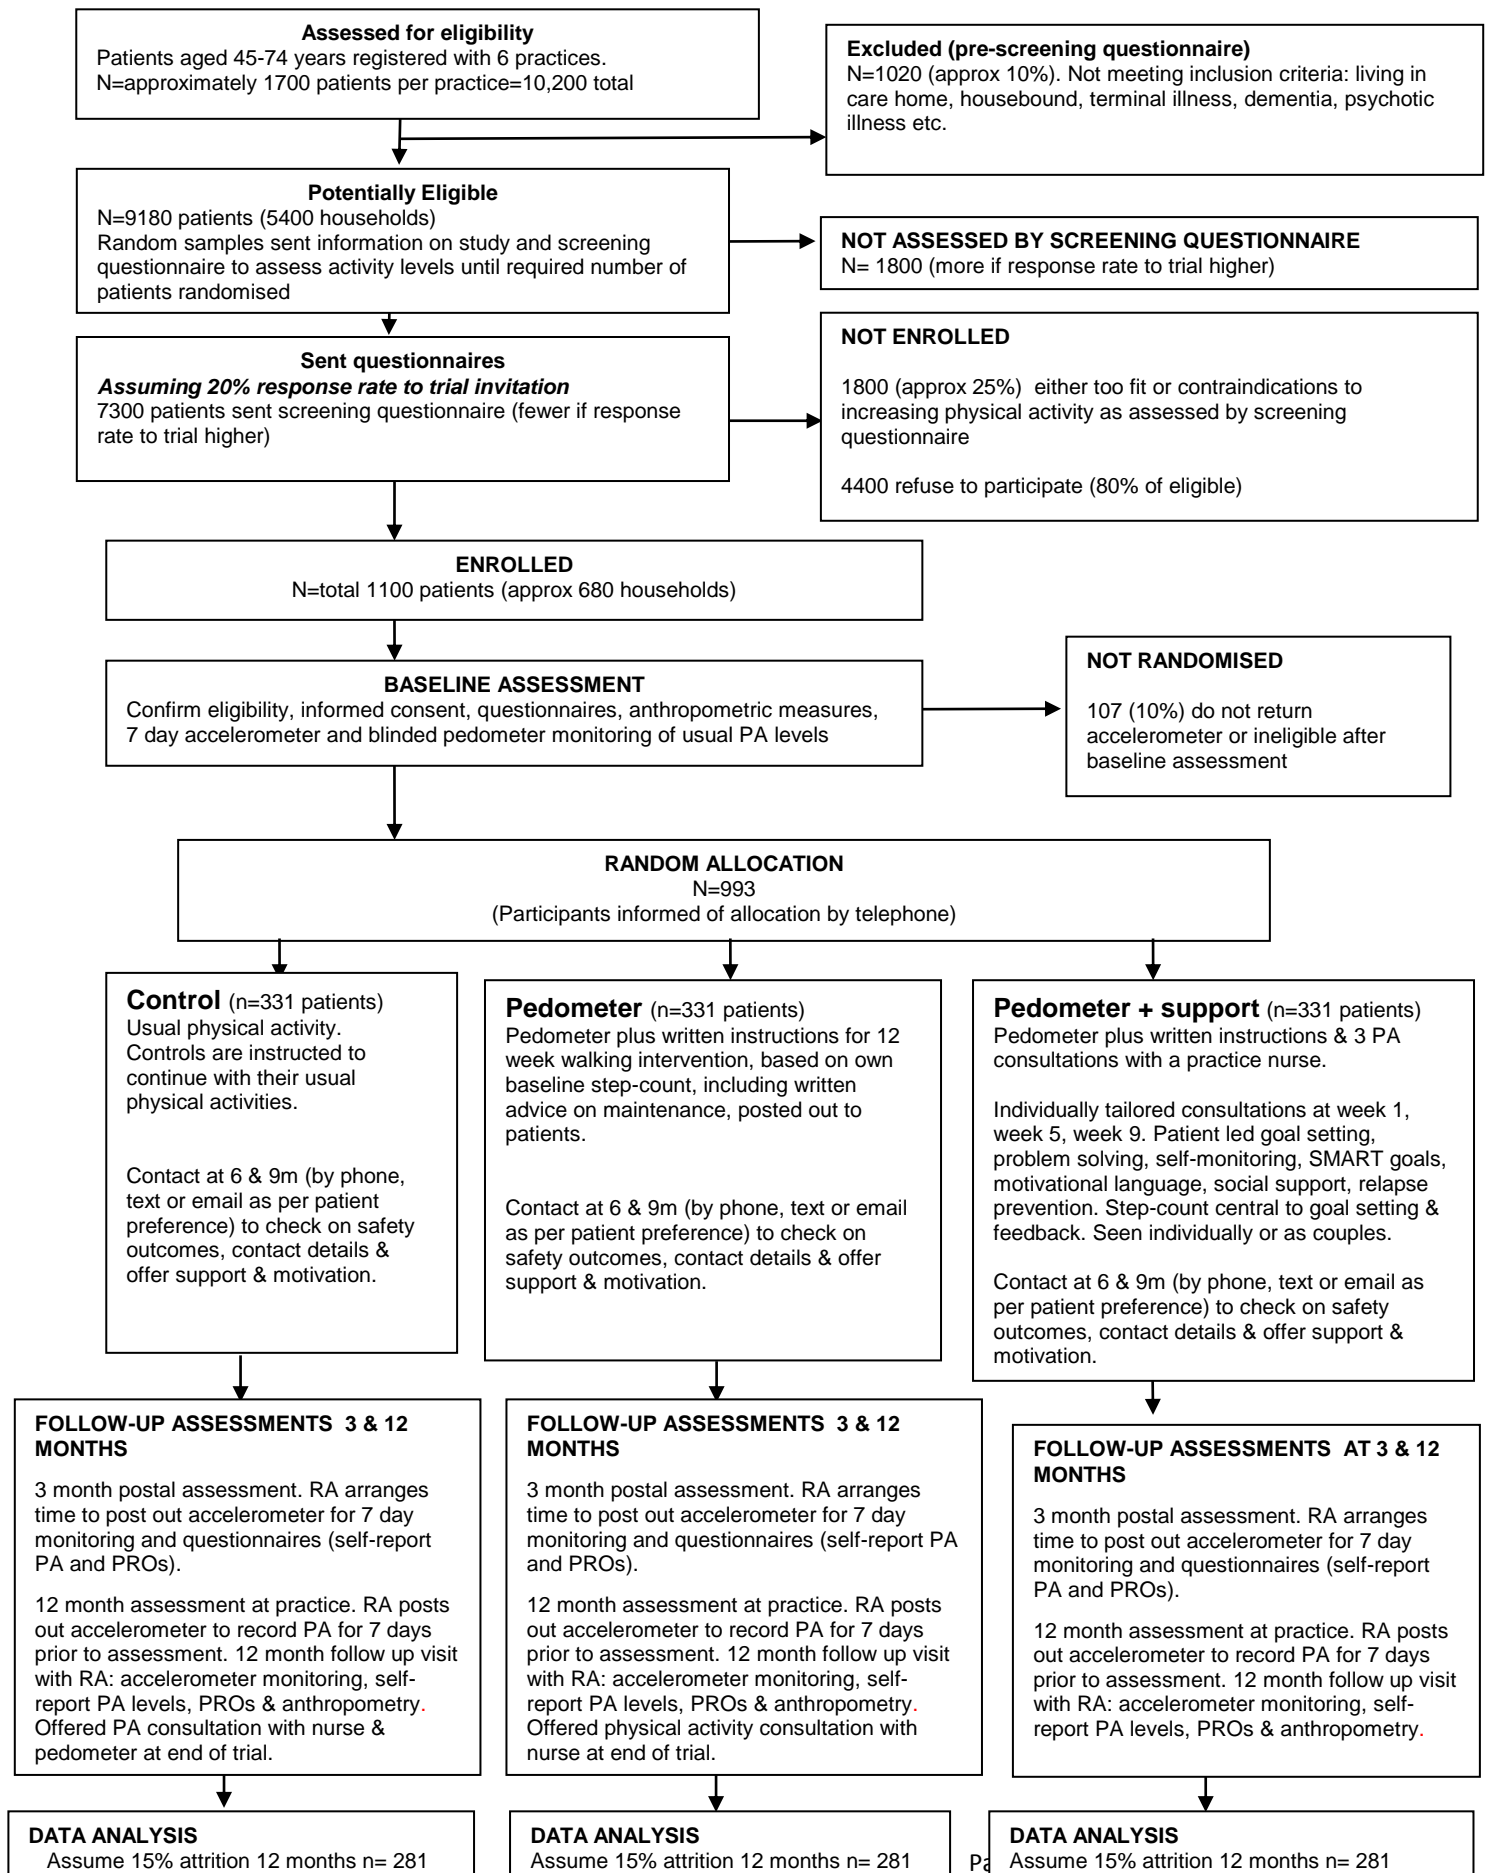 Assessed for eligibility
Patients aged 45-74 years registered with 6 practices.
N=approximately 1700 patients per practice=10,200 total
Excluded (pre-screening questionnaire)
N=1020 (approx 10%). Not meeting inclusion criteria: living in
care home, housebound, terminal illness, dementia, psychotic
illness etc.
Potentially Eligible
N=9180 patients (5400 households)
Random samples sent information on study and screening
questionnaire to assess activity levels until required number of
patients randomised
NOT ASSESSED BY SCREENING QUESTIONNAIRE
N= 1800 (more if response rate to trial higher)
Sent questionnaires
Assuming 20% response rate to trial invitation
7300 patients sent screening questionnaire (fewer if response
rate to trial higher)
NOT ENROLLED
1800 (approx 25%)  either too fit or contraindications to
increasing physical activity as assessed by screening
questionnaire
4400 refuse to participate (80% of eligible)
ENROLLED
N=total 1100 patients (approx 680 households)
BASELINE ASSESSMENT
Confirm eligibility, informed consent, questionnaires, anthropometric measures,
7 day accelerometer and blinded pedometer monitoring of usual PA levels
NOT RANDOMISED
107 (10%) do not return
accelerometer or ineligible after
baseline assessment
RANDOM ALLOCATION
N=993
(Participants informed of allocation by telephone)
Control (n=331 patients)
Usual physical activity.
Controls are instructed to
continue with their usual
physical activities.
Contact at 6 & 9m (by phone,
text or email as per patient
preference) to check on safety
outcomes, contact details &
offer support & motivation.
Pedometer (n=331 patients)
Pedometer plus written instructions for 12
week walking intervention, based on own
baseline step-count, including written
advice on maintenance, posted out to
patients.
Contact at 6 & 9m (by phone, text or email
as per patient preference) to check on
safety outcomes, contact details & offer
support & motivation.
Pedometer + support (n=331 patients)
Pedometer plus written instructions & 3 PA
consultations with a practice nurse.
Individually tailored consultations at week 1,
week 5, week 9. Patient led goal setting,
problem solving, self-monitoring, SMART goals,
motivational language, social support, relapse
prevention. Step-count central to goal setting &
feedback. Seen individually or as couples.
Contact at 6 & 9m (by phone, text or email as
per patient preference) to check on safety
outcomes, contact details & offer support &
motivation.
FOLLOW-UP ASSESSMENTS  3 & 12
MONTHS
3 month postal assessment. RA arranges
time to post out accelerometer for 7 day
monitoring and questionnaires (self-report
PA and PROs).
12 month assessment at practice. RA posts
out accelerometer to record PA for 7 days
prior to assessment. 12 month follow up visit
with RA: accelerometer monitoring, self-
report PA levels, PROs & anthropometry.
Offered PA consultation with nurse &
pedometer at end of trial.
FOLLOW-UP ASSESSMENTS  3 & 12
MONTHS
3 month postal assessment. RA arranges
time to post out accelerometer for 7 day
monitoring and questionnaires (self-report PA
and PROs).
12 month assessment at practice. RA posts
out accelerometer to record PA for 7 days
prior to assessment. 12 month follow up visit
with RA: accelerometer monitoring, self-
report PA levels, PROs & anthropometry.
Offered physical activity consultation with
nurse at end of trial.
FOLLOW-UP ASSESSMENTS  AT 3 & 12
MONTHS
3 month postal assessment. RA arranges
time to post out accelerometer for 7 day
monitoring and questionnaires (self-report
PA and PROs).
12 month assessment at practice. RA posts
out accelerometer to record PA for 7 days
prior to assessment. 12 month follow up visit
with RA: accelerometer monitoring, self-
report PA levels, PROs & anthropometry.
DATA ANALYSIS
Assume 15% attrition 12 months n= 281
DATA ANALYSIS
Assume 15% attrition 12 months n= 281
DATA ANALYSIS
Assume 15% attrition 12 months n= 281